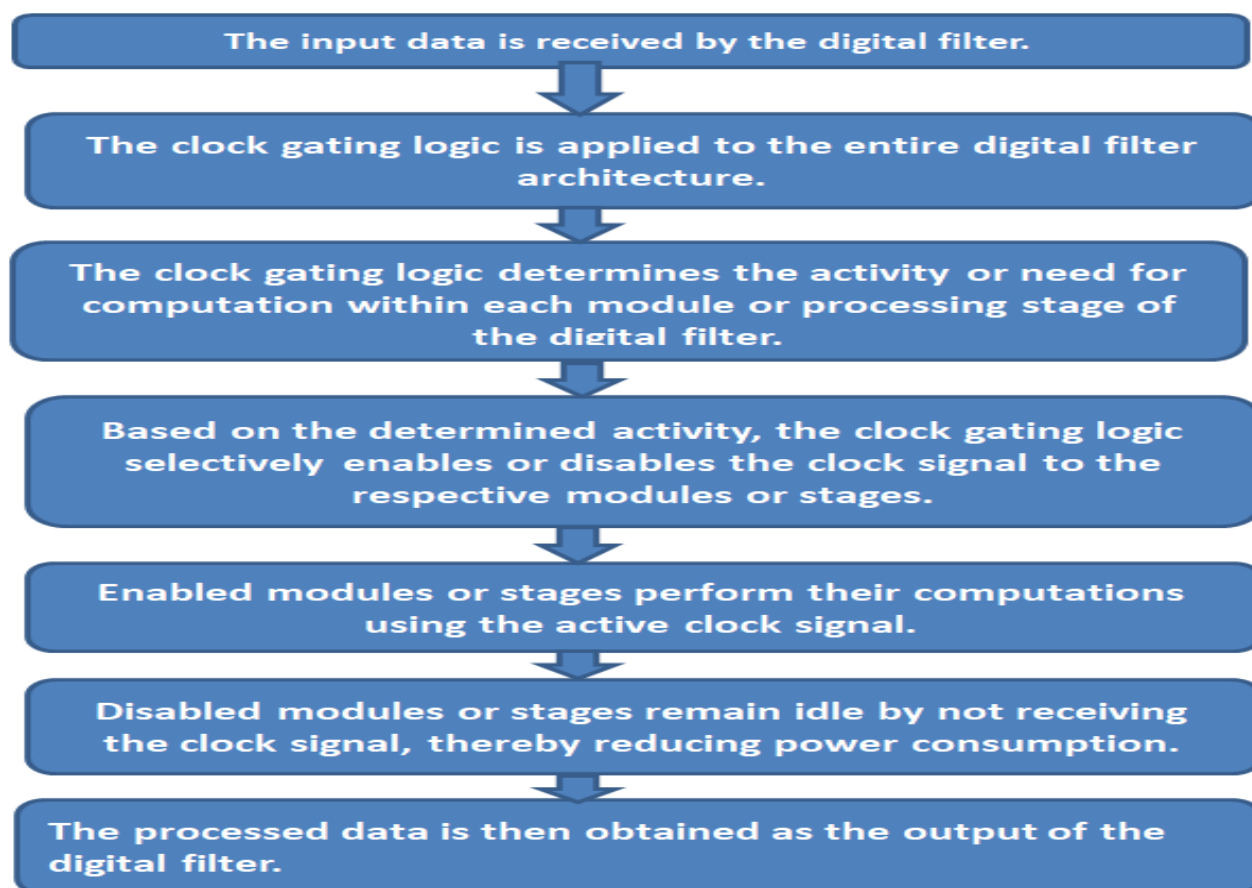 The input data is received by the digital filter.
The clock gating logic is applied to the entire digital filter
architecture.
The clock gating logic determines the activity or need for
computation within each module or processing stage of
the digital filter.
Based on the determined activity, the clock gating logic
selectively enables or disables the clock signal to the
respective modules or stages.
Enabled modules or stages perform their computations
using the active clock signal.
Disabled modules or stages remain idle by not receiving
the clock signal, thereby reducing power consumption.
The processed data is then obtained as the output of the
digital filter.